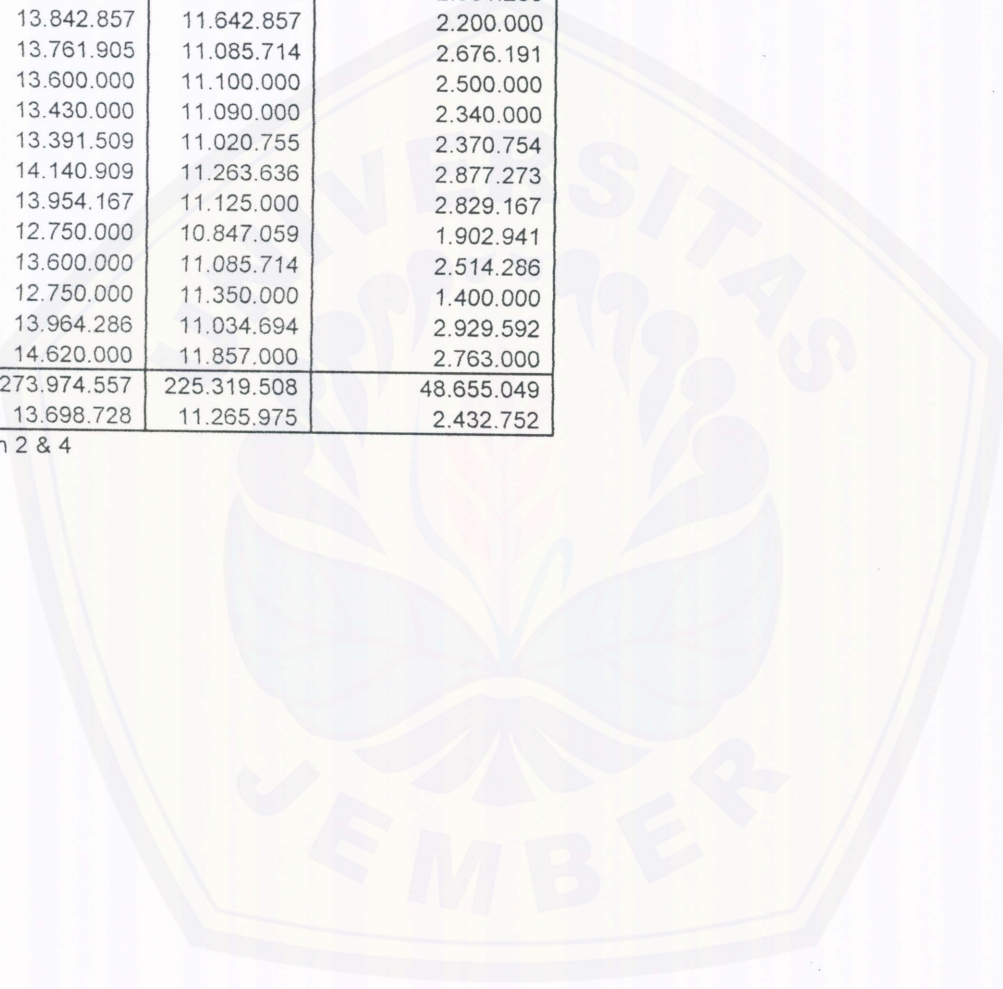 13.842.857 11.642.857 2.200.000
13.761.905 11.085.714 2.676.191
13.600.000 11.100.000 2.500.000
13.430.000 11.090.000 2.340.000
13.391.509 11.020.755 2.370.754
14.140.909 11.263.636 2.877.273
13.954.167 11.125.000 2.829.167
12.750.000 10.847.059 1.902.941
13.600.000 11.085.714 2.514.286
12.750.000 11.350.000 1.400.000
13.964.286 11.034.694 2.929.592
14.620.000 11.857.000 2.763.000
273.974.557 225.319.508 48.655.049
13.698.728 11.265.975 2.432.752
n 2 & 4
UNIVERSITAS
JEMBER